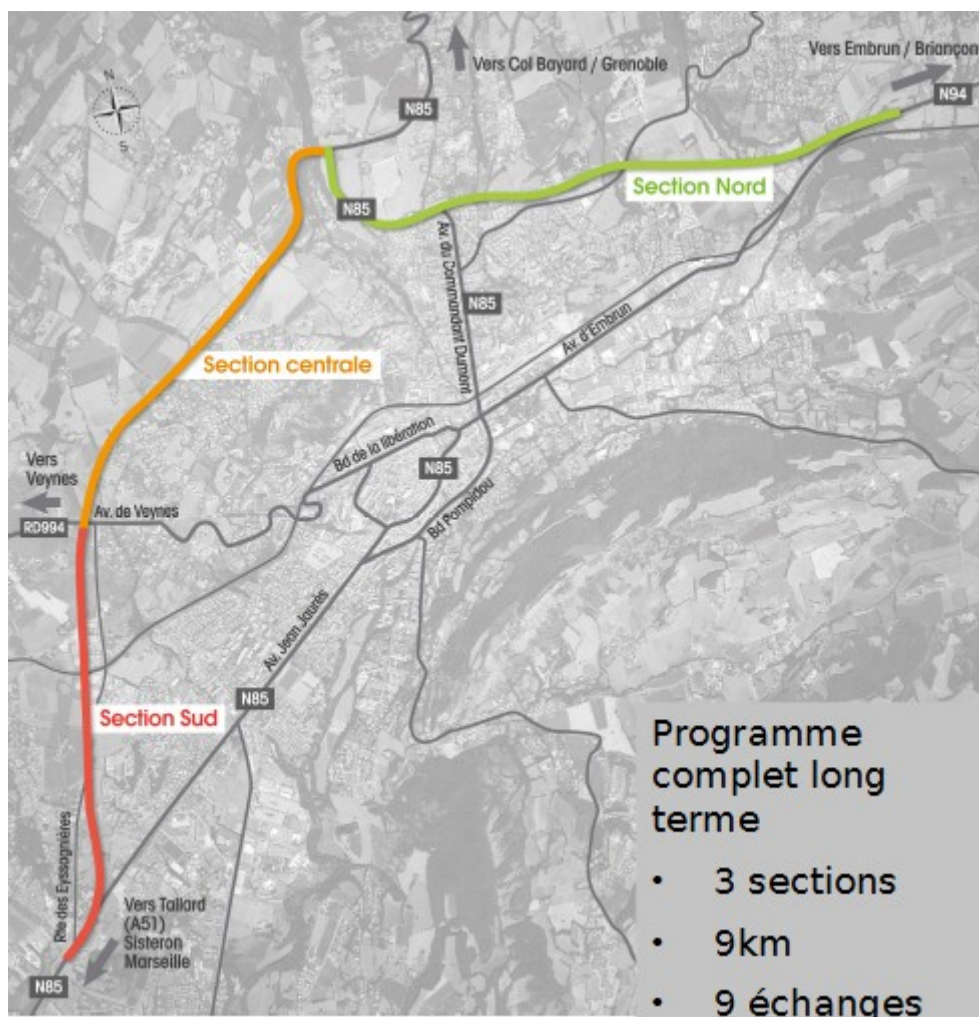 Vers Embrun / Briançon
Vers Col Bayard / Grenoble
N
S
N94
N85
Section Nord
N85
Av. du Commandant Dumont
N85
Av. d'Embrun
Section centrale
Bd de la libération
Vers
Veynes
N85
Av. de Veynes
RD994
Bd Pompidou
Av. Jean Jaurès
N85
Section Sud
Rte des Eyssagnières
Vers Tallard
(A51)
Sisteron
Marseille
N85
Programme
complet long
terme
• 3 sections
• 9km
• 9 échanges